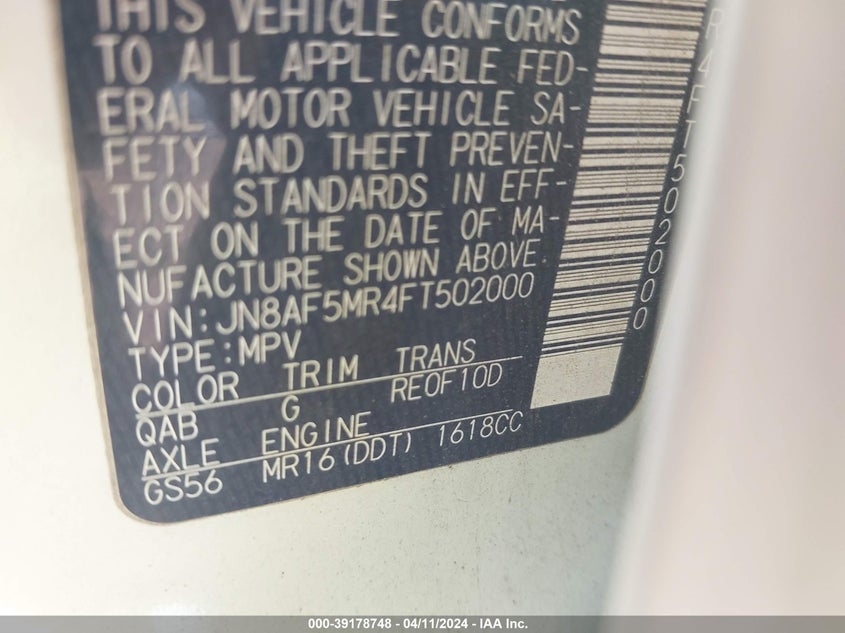 THIS VEHICLE CONFORMS
TO ALL APPLICABLE FED-
ERAL MOTOR VEHICLE SA-
FETY AND THEFT PREVEN-
TION STANDARDS IN EFF-
ECT ON THE DATE OF MA-
NUFACTURE SHOWN ABOVE.
VIN:JN8AF5MR4FT502000
TYPE:MPV
COLOR TRIM TRANS
QAB G RE0F10D
AXLE ENGINE
GS56 MR16(DDT) 1618CC
R4FT502000
000-39178748 - 04/11/2024 - IAA Inc.